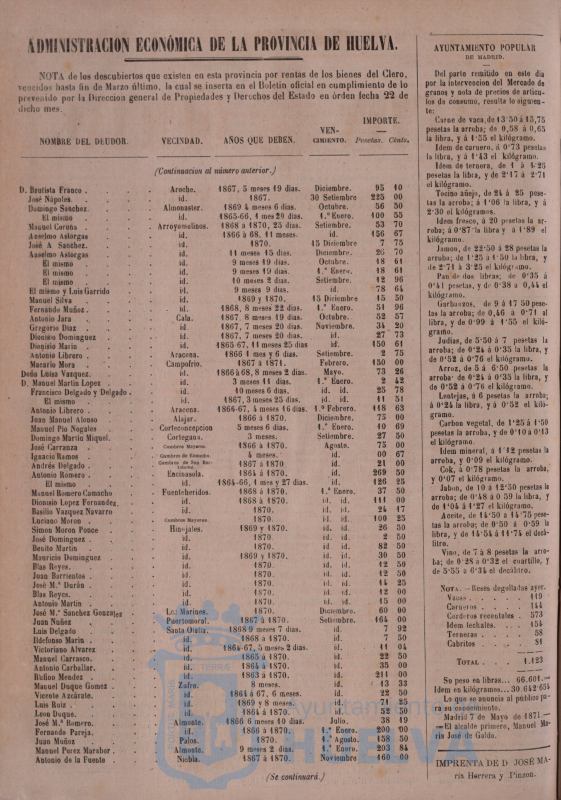 ADMINISTRACION ECONÓMICA DE LA PROVINCIA DE HUELVA.
NOTA de los descubiertos que existen en esta provincia por rentas de los bienes del Clero,
vencidos hasta fin de Marzo último, la cual se inserta en el Boletin oficial en cumplimiento de lo
prevenido por la Direccion general de Propiedades y Derechos del Estado en órden fecha 22 de
dicho mes.
NOMBRE DEL DEUDOR. VECINDAD. AÑOS QUE DEBEN. VENCIMIENTO. IMPORTE. Pesetas. Cénts.
(Continuacion al número anterior.)
D. Bautista Franco . Aroche. 1867, 5 meses 19 dias. Diciembre. 95 40
José Nápoles. id. 1867. 30 Setiembre 225 00
Domingo Sanchez. Almonaster. 1869 4 meses 6 dias. Octubre. 56 50
El mismo id. 1865-66, 4 mes 20 dias. 1.º Enero. 400 55
Manuel Coruña Arroyomolinos. 1868 á 1870, 25 dias. Setiembre. 53 70
Anselmo Astorgas id. 1866 á 68, 11 meses. id. 156 67
José A. Sanchez. id. 1870. 15 Diciembre 7 75
Anselmo Astorgas id. 11 meses 15 dias. Diciembre. 26 70
El mismo id. 9 meses 19 dias. Octubre. 18 61
El mismo id. 9 meses 19 dias. 1.º Enero. 18 61
El mismo id. 10 meses 2 dias. Setiembre. 12 96
El mismo y Luis Garrido id. 9 meses 9 dias. id. 78 64
Manuel Silva id. 1869 y 1870. 15 Diciembre 15 50
Fernando Muñoz. id. 1868, 8 meses 22 dias. 1.º Enero. 51 96
Antonio Jara Cala. 1867, 8 meses 19 dias. Octubre. 52 57
Gregorio Diaz id. 1867, 7 meses 20 dias. Noviembre. 34 20
Dionisio Dominguez id. 1867, 7 meses 20 dias. id. 27 73
Dionisio Marin id. 1865-67, 11 meses 25 dias id. 150 61
Antonio Librero Aracena. 1866 1 mes y 6 dias. Setiembre. 2 75
Macario Mora Campofrio. 1867 á 1871. Febrero. 150 00
Doña Luisa Vazquez. id. 1866 á 68, 8 meses 2 dias. Mayo. 73 26
D. Manuel Martin Lopez id. 3 meses 11 dias. 1.º Enero. 2 42
Francisco Delgado y Delgado id. 10 meses 6 dias. id. id. 25 78
El mismo id. 1867, 3 meses 25 dias. id. id. 11 51
Antonio Librero Aracena. 1866-67, 4 meses 16 dias. 1.º Febrero. 118 63
Juan Manuel Alonso Alajar. 1866 á 1870. Diciembre. 75 00
Manuel Pio Nogales Corteconcepcion 5 meses 6 dias. 1.º Enero. 40 69
Domingo Martin Miquel. Cortegana. 3 meses. Setiembre. 27 50
José Carranza Cumbres Mayores. 1866 á 1870. Agosto. 75 00
Ignacio Ramos Cumbres de Enmedio 4 meses. id. 00 67
Andrés Delgado Cumbres de San Bartolomé. 1867 á 1870 id. 21 00
Antonio Romero Encinasola. 1864 á 1870. id. 269 50
El mismo id. 1864-66, 1 mes y 27 dias. id. 126 25
Manuel Romero Camacho Fuenteheridos. 1868 á 1870. 1.º Enero. 37 50
Dionisio Lopez Fernandez id. 1868 á 1870. id. id. 111 00
Basilio Vazquez Navarro id. 1870. id. id. 24 17
Luciano Moron Cumbres Mayores. 1870. id. id. 100 25
Simon Moron Ponce Hinojales. 1869 y 1870. id. id. 26 50
José Dominguez id. 1870. id. id. 2 50
Benito Martin id. 1870. id. id. 82 50
Mauricio Dominguez id. 1869 y 1870. id. id. 30 50
Blas Reyes. id. 1870. id. id. 12 50
Juan Barrientos id. 1870. id. id. 12 50
José M.ª Durán id. 1870. id. id. 14 25
Blas Reyes. id. 1870. id. id. 12 00
Antonio Martin id. 1870. id. id. 15 00
José M.ª Sanchez Gonzalez Los Marines. 1870. Diciembre. 60 00
Juan Nuñez Puertomoral. 1867 á 1870. Setiembre. 164 00
Luis Delgado Santa Olalla. 1868 9 meses 7 dias. id. 7 92
Ildefonso Marin id. 1868 á 1870. id. 7 50
Victoriano Alvarez id. 1864-67, 5 meses 2 dias. id. 11 04
Manuel Carrasco. id. 1865 á 1870. id. 22 50
Antonio Carballar. id. 1864 á 1870. id. 35 00
Rufino Mendez id. 1863 á 1870. id. 211 00
Manuel Duque Gomez Zufre. 8 meses. id. 13 33
Vicente Azcárate. id. 1864 á 67, 6 meses. id. 22 50
Luis Ruiz id. 1869 y 8 meses. id. 71 25
Leon Duque. id. 1864 á 1870. id. 52 50
José M.ª Romero. Almonte. 1866 6 meses 10 dias. Julio. 38 19
Fernando Pareja. id. 1866 á 1870. 1.º Enero. 200 00
Juan Muñoz Palos. 1870. 1.º Agosto. 158 50
Manuel Perez Marabor Almonte. 9 meses 2 dias. 1.º Enero. 203 84
Antonio de la Fuente Niebla. 1867 á 1870. Noviembre 160 00
(Se continuará.)
AYUNTAMIENTO POPULAR
DE MADRID.
Del parte remitido en este dia
por la intervencion del Mercado de
granos y nota de precios de artículos de consumo, resulta lo siguiente:
Carne de vaca, de 13'50 á 15,75
pesetas la arroba; de 0,58 á 0,65
la libra, y á 1'55 el kilógramo.
Idem de carnero, á 0'73 pesetas
la libra, y á 1'43 el kilógramo.
Idem de ternera, de 1 á 1'25
pesetas la libra, y de 2'17 á 2'71
el kilógramo.
Tocino añejo, de 24 á 25 pesetas la arroba; á 1'06 la libra, y á
2'30 el kilógramos.
Idem fresco, á 20 pesetas la arroba; á 0'87 la libra y á 1'89 el
kilógramo.
Jamon, de 22'50 á 28 pesetas la
arroba; de 1'25 á 1'50 la libra, y
de 2'71 á 3'25 el kilógramo.
Pan de dos libras; de 0'35 á
0'41 pesetas, y de 0'38 á 0,44 el
kilógramo.
Garbanzos, de 9 á 17 50 pesetas la arroba; de 0,46 á 0'71 al
libra, y de 0'99 á 1'55 el kilógramo.
Judías, de 5'50 á 7 pesetas la
arroba; de 0'24 á 0'35 la libra, y
de 0'52 á 0'76 el kilógramo.
Arroz, de 5 á 6'50 pesetas la
arroba de 0'24 á 0'35 la libra, y
de 0'52 á 0'76 el kilógramo.
Lentejas, á 6 pesetas la arroba;
á 0'24 la libra, y á 0'52 el kilógramo.
Carbon vegetal, de 1'25 á 1'50
pesetas la arroba, y de 0'10 á 0'13
el kilógramo.
Idem mineral, á 1'12 pesetas la
arroba, y 0'09 el kilógramo.
Cok, á 0'78 pesetas la arroba,
y 0'07 el kilógramo.
Jabon, de 10 á 12'50 pesetas la
arroba; de 0'48 á 0'59 la libra, y
de 1'04 á 1'27 el kilógramo.
Aceite, de 14'50 á 14'75 pesetas la arroba; de 0'50 á 0'59 la
libra, y de 11'54 á 11'74 el decálitro.
Vino, de 7 á 8 pesetas la arroba; de 0'28 á 0'32 el cuartillo, y
de 5'55 á 6'34 el decálitro.
NOTA.—Reses degolladas ayer.
Vacas 119
Carneros 144
Corderos recentales 573
Idem lechales. 154
Terneras 58
Cabritos 81
TOTAL 1.123
Su peso en libras... 66.601.—
Idem en kilógramos... 30.642'654
Lo que se anuncia al público para su conocimiento.
Madrid 7 de Mayo de 1871.—
—El alcalde primero, Manuel María José de Galdo.
IMPRENTA DE D. JOSÉ MARía Herrera y Pinzon.
Ayuntamiento
HUELVA